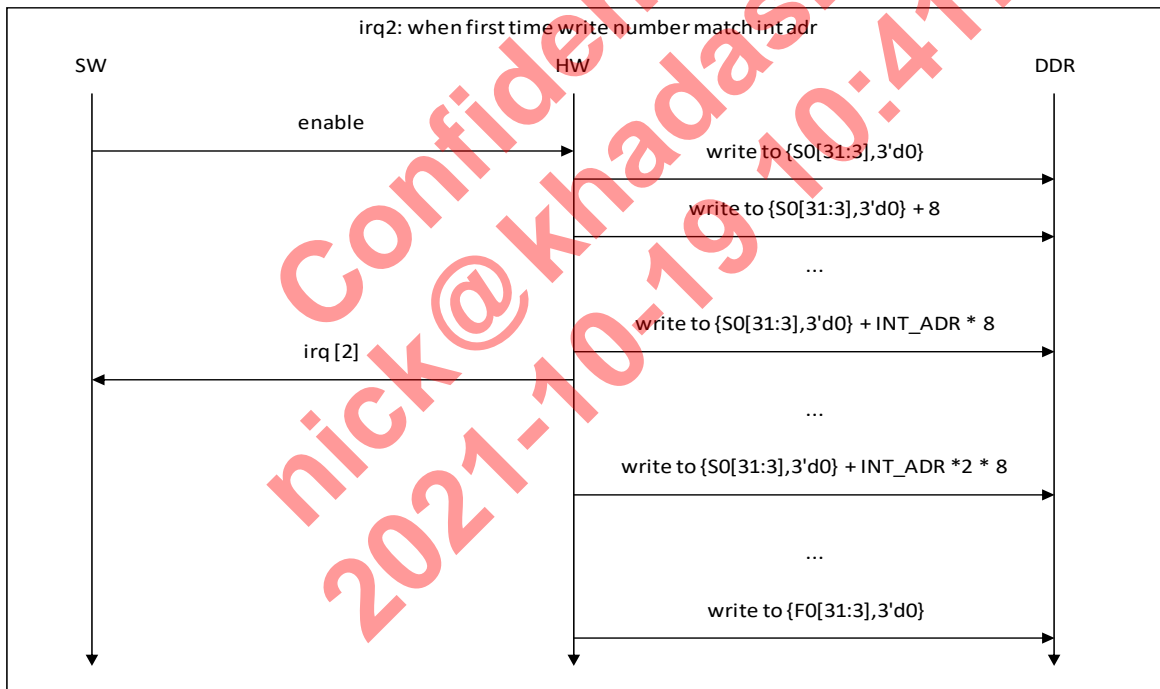 irq2: when first time write number match int adr
SW HW DDR
enable
write to {S0[31:3],3'd0}
write to {S0[31:3],3'd0} + 8
...
write to {S0[31:3],3'd0} + INT_ADR * 8
irq [2]
...
write to {S0[31:3],3'd0} + INT_ADR *2 * 8
...
write to {F0[31:3],3'd0}
nick@khadas
2021-10-19 10:41